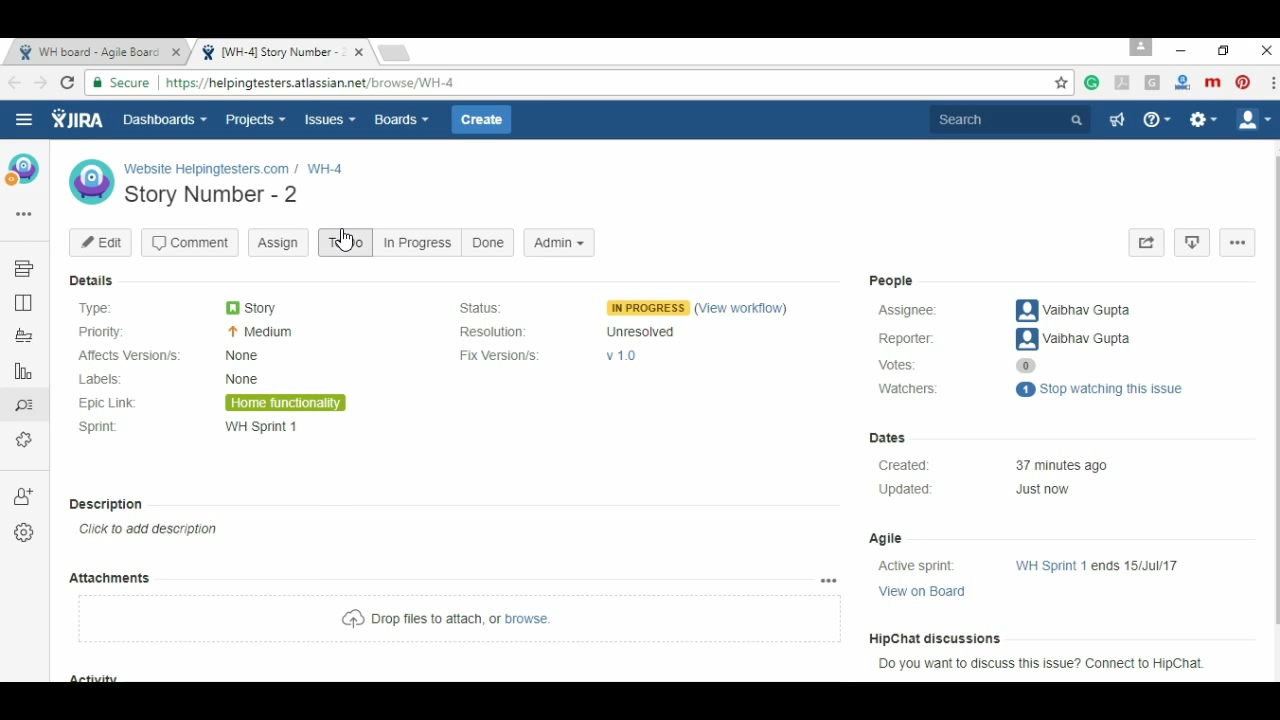 WH board - Agile Board
[WH-4] Story Number - 2
Secure
https://helpingtesters.atlassian.net/browse/WH-4
JIRA Dashboards Projects Issues Boards Create Search
Website Helpingtesters.com / WH-4
Story Number - 2
Edit Comment Assign In Progress Done Admin
Details
Type: Story
Priority: Medium
Affects Version/s: None
Labels: None
Epic Link: Home functionality
Sprint: WH Sprint 1
Status: IN PROGRESS (View workflow)
Resolution: Unresolved
Fix Version/s: v 1.0
Description
Click to add description
Attachments
Drop files to attach, or browse.
Activity
People
Assignee: Vaibhav Gupta
Reporter: Vaibhav Gupta
Votes: 0
Watchers: 1 Stop watching this issue
Dates
Created: 37 minutes ago
Updated: Just now
Agile
Active sprint: WH Sprint 1 ends 15/Jul/17
View on Board
HipChat discussions
Do you want to discuss this issue? Connect to HipChat.